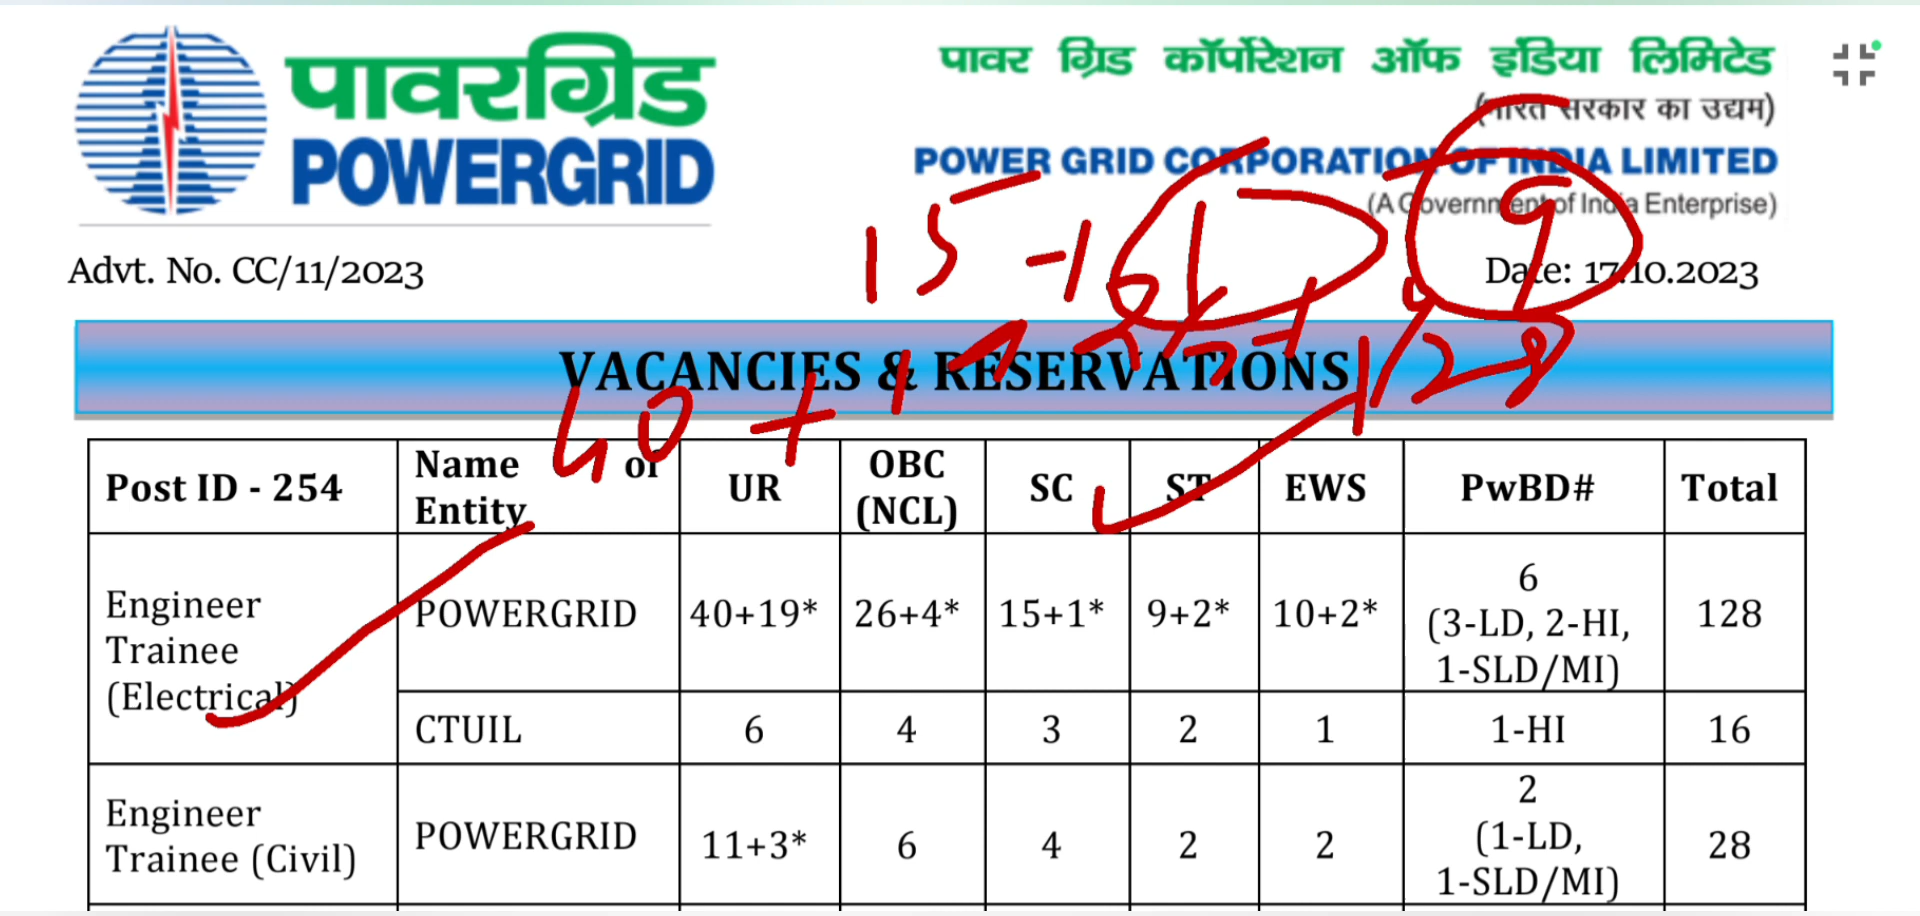 पावरग्रिड
POWERGRID
पावर ग्रिड कॉर्पोरेशन ऑफ इंडिया लिमिटेड
(भारत सरकार का उद्यम)
POWER GRID CORPORATION OF INDIA LIMITED
(A Government of India Enterprise)
Advt. No. CC/11/2023
Date: 17.10.2023
15-16
9
40+19
128
VACANCIES & RESERVATIONS
Post ID - 254 Name of Entity UR OBC (NCL) SC ST EWS PwBD# Total
Engineer Trainee (Electrical) POWERGRID 40+19* 26+4* 15+1* 9+2* 10+2* 6 (3-LD, 2-HI, 1-SLD/MI) 128
CTUIL 6 4 3 2 1 1-HI 16
Engineer Trainee (Civil) POWERGRID 11+3* 6 4 2 2 2 (1-LD, 1-SLD/MI) 28